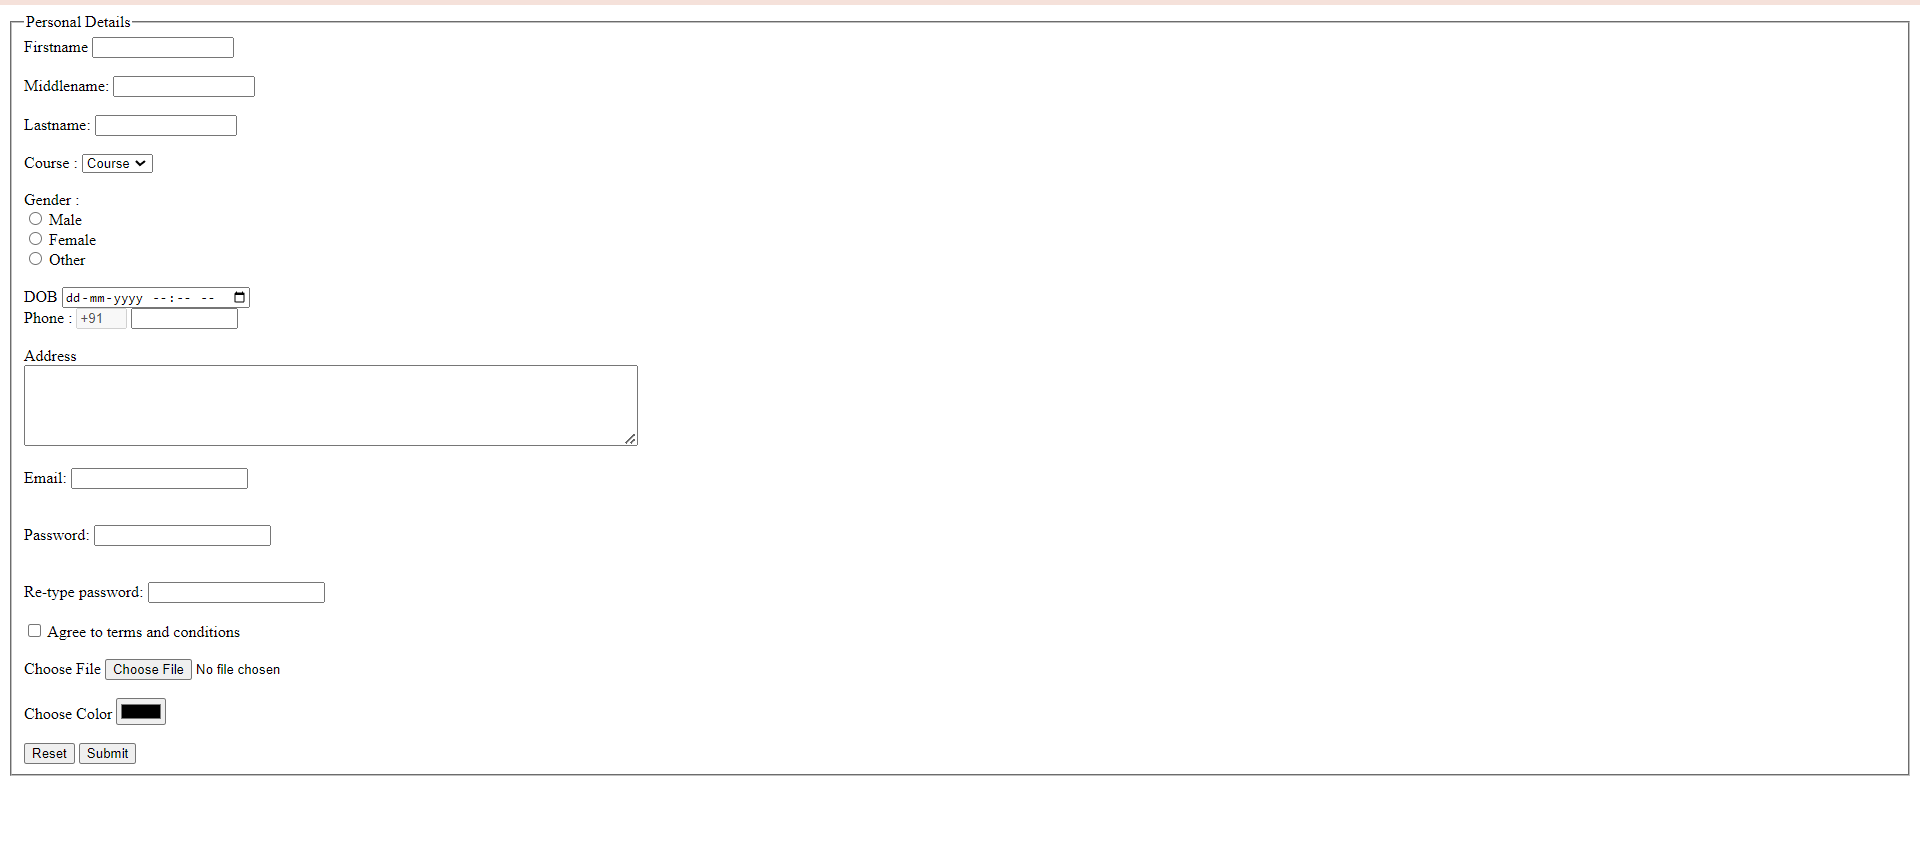 Personal Details
Firstname
Middlename:
Lastname:
Course : Course
Gender :
Male
Female
Other
DOB dd-mm-yyyy --:-- --
Phone : +91
Address
Email:
Password:
Re-type password:
Agree to terms and conditions
Choose File Choose File No file chosen
Choose Color
Reset Submit